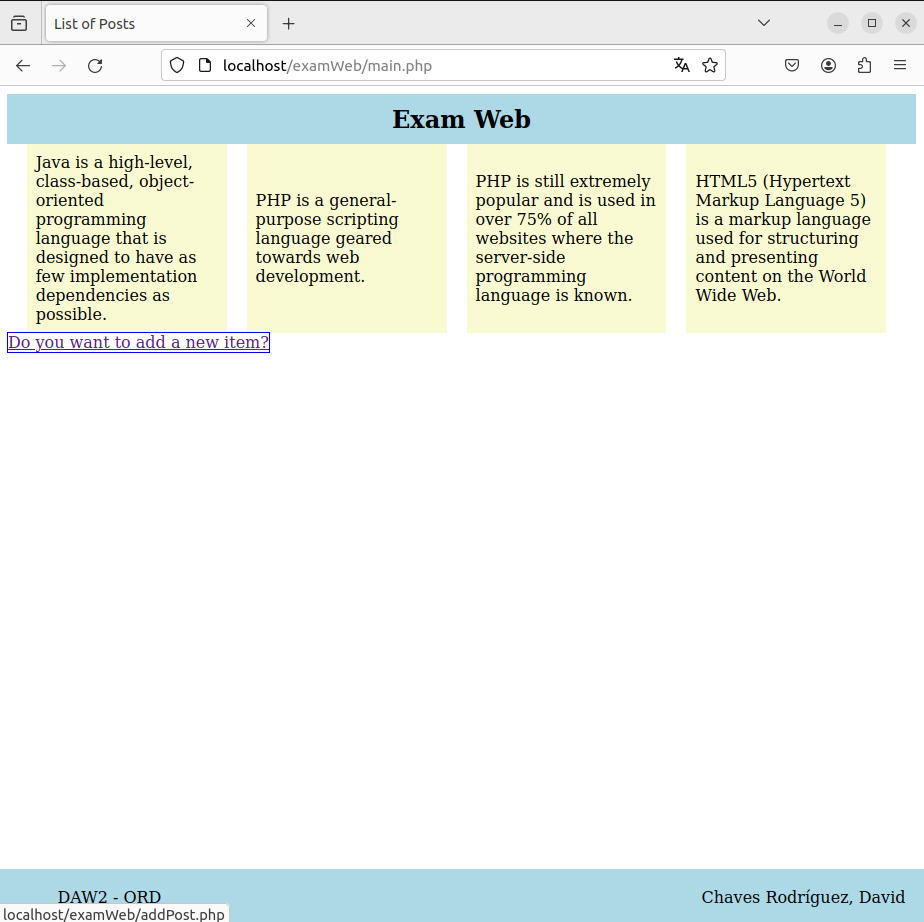 List of Posts
localhost/examWeb/main.php
Exam Web
Java is a high-level,
class-based, object-
oriented
programming
language that is
designed to have as
few implementation
dependencies as
possible.
PHP is a general-
purpose scripting
language geared
towards web
development.
PHP is still extremely
popular and is used in
over 75% of all
websites where the
server-side
programming
language is known.
HTML5 (Hypertext
Markup Language 5)
is a markup language
used for structuring
and presenting
content on the World
Wide Web.
Do you want to add a new item?
DAW2 - ORD
Chaves Rodríguez, David
localhost/examWeb/addPost.php